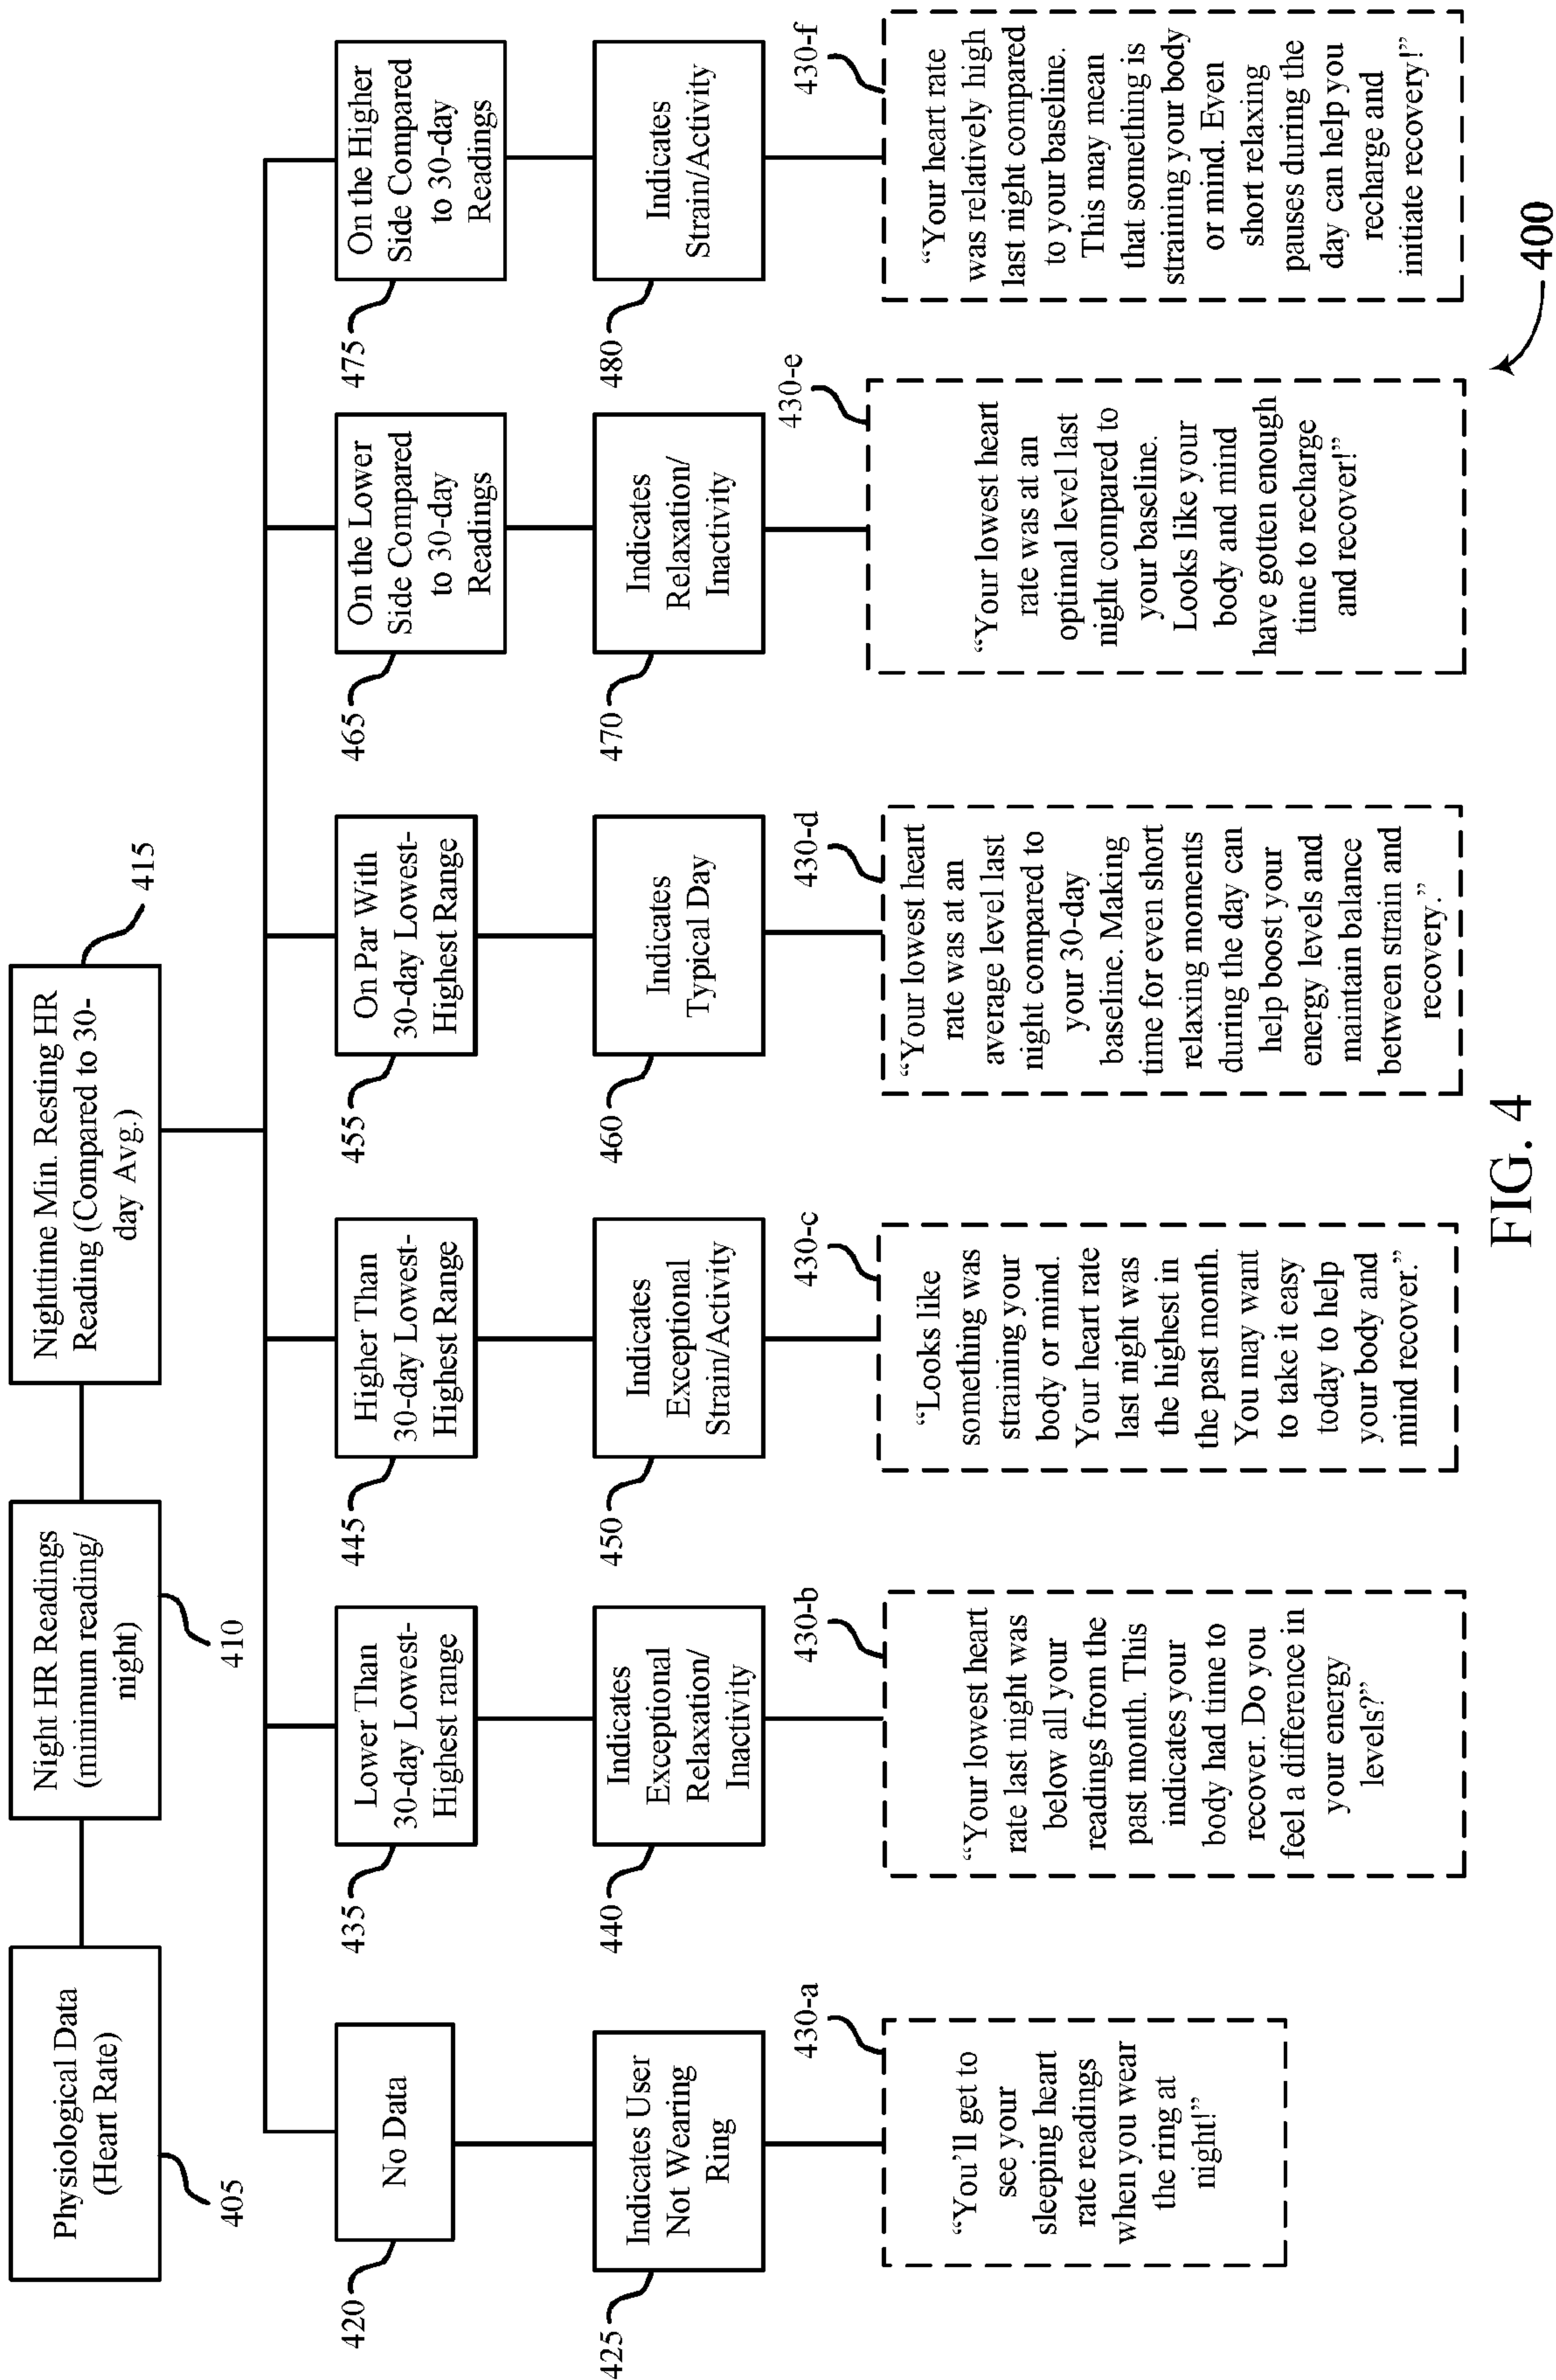 Physiological Data
(Heart Rate)
405
Night HR Readings
(minimum reading/
night)
410
Nighttime Min. Resting HR
Reading (Compared to 30-
day Avg.)
415
No Data
420
Indicates User
Not Wearing
Ring
425
430-a
“You’ll get to
see your
sleeping heart
rate readings
when you wear
the ring at
night!”
Lower Than
30-day Lowest-
Highest range
435
Indicates
Exceptional
Relaxation/
Inactivity
440
430-b
“Your lowest heart
rate last night was
below all your
readings from the
past month. This
indicates your
body had time to
recover. Do you
feel a difference in
your energy
levels?”
Higher Than
30-day Lowest-
Highest Range
445
Indicates
Exceptional
Strain/Activity
450
430-c
“Looks like
something was
straining your
body or mind.
Your heart rate
last night was
the highest in
the past month.
You may want
to take it easy
today to help
your body and
mind recover.”
On Par With
30-day Lowest-
Highest Range
455
Indicates
Typical Day
460
430-d
“Your lowest heart
rate was at an
average level last
night compared to
your 30-day
baseline. Making
time for even short
relaxing moments
during the day can
help boost your
energy levels and
maintain balance
between strain and
recovery.”
On the Lower
Side Compared
to 30-day
Readings
465
Indicates
Relaxation/
Inactivity
470
430-e
“Your lowest heart
rate was at an
optimal level last
night compared to
your baseline.
Looks like your
body and mind
have gotten enough
time to recharge
and recover!”
On the Higher
Side Compared
to 30-day
Readings
475
Indicates
Strain/Activity
480
430-f
“Your heart rate
was relatively high
last night compared
to your baseline.
This may mean
that something is
straining your body
or mind. Even
short relaxing
pauses during the
day can help you
recharge and
initiate recovery!”
400
FIG. 4